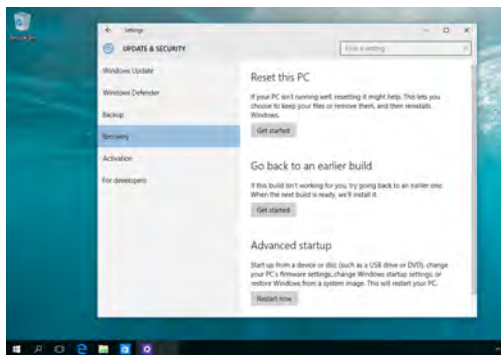 Settings
UPDATE & SECURITY
Find a setting
Windows Update
Windows Defender
Backup
Recovery
Activation
For developers
Reset this PC
If your PC isn't running well, resetting it might help. This lets you
choose to keep your files or remove them, and then reinstalls
Windows.
Get started
Go back to an earlier build
If this build isn't working for you, try going back to an earlier one.
When the next build is ready, we'll install it.
Get started
Advanced startup
Start up from a device or disc (such as a USB drive or DVD), change
your PC's firmware settings, change Windows startup settings, or
restore Windows from a system image. This will restart your PC.
Restart now